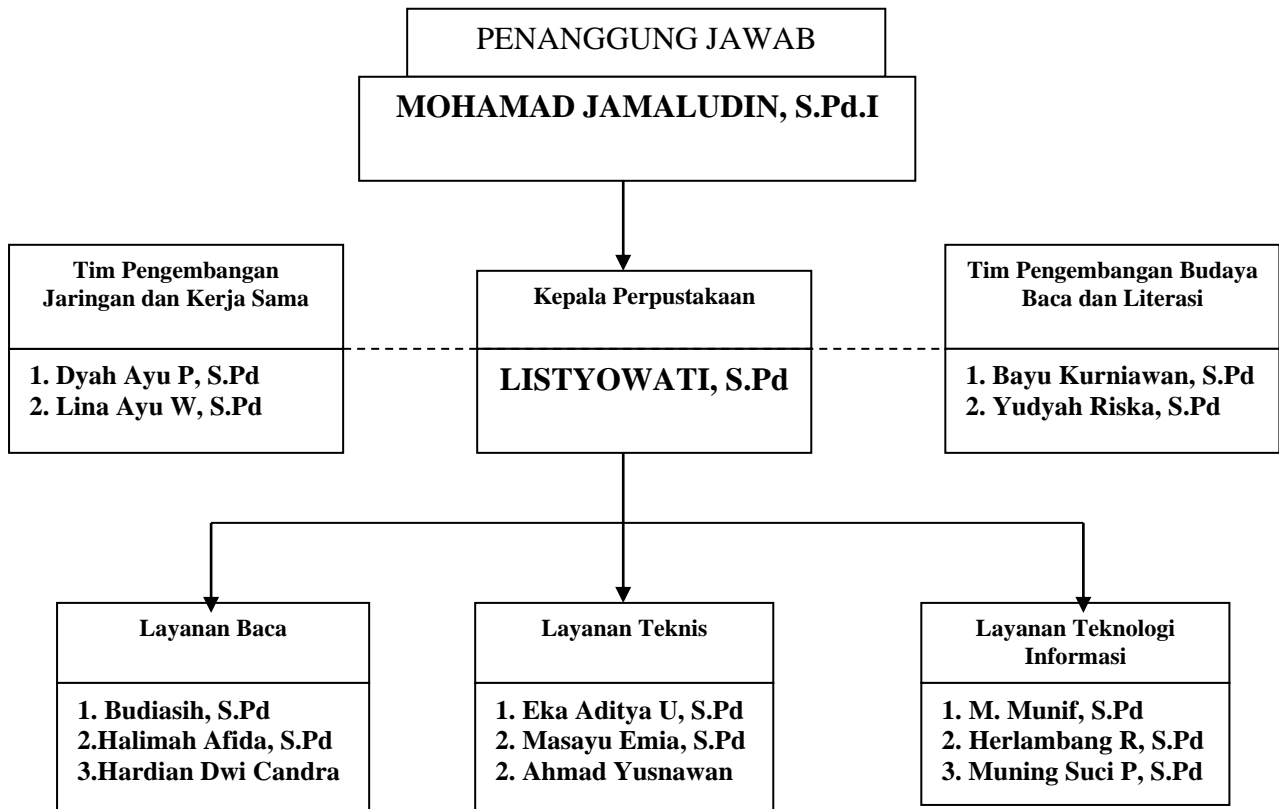 PENANGGUNG JAWAB
MOHAMAD JAMALUDIN, S.Pd.I
Tim Pengembangan
Jaringan dan Kerja Sama
1. Dyah Ayu P, S.Pd
2. Lina Ayu W, S.Pd
Kepala Perpustakaan
LISTYOWATI, S.Pd
Tim Pengembangan Budaya
Baca dan Literasi
1. Bayu Kurniawan, S.Pd
2. Yudyah Riska, S.Pd
Layanan Baca
1. Budiasih, S.Pd
2.Halimah Afida, S.Pd
3.Hardian Dwi Candra
Layanan Teknis
1. Eka Aditya U, S.Pd
2. Masayu Emia, S.Pd
2. Ahmad Yusnawan
Layanan Teknologi
Informasi
1. M. Munif, S.Pd
2. Herlambang R, S.Pd
3. Muning Suci P, S.Pd